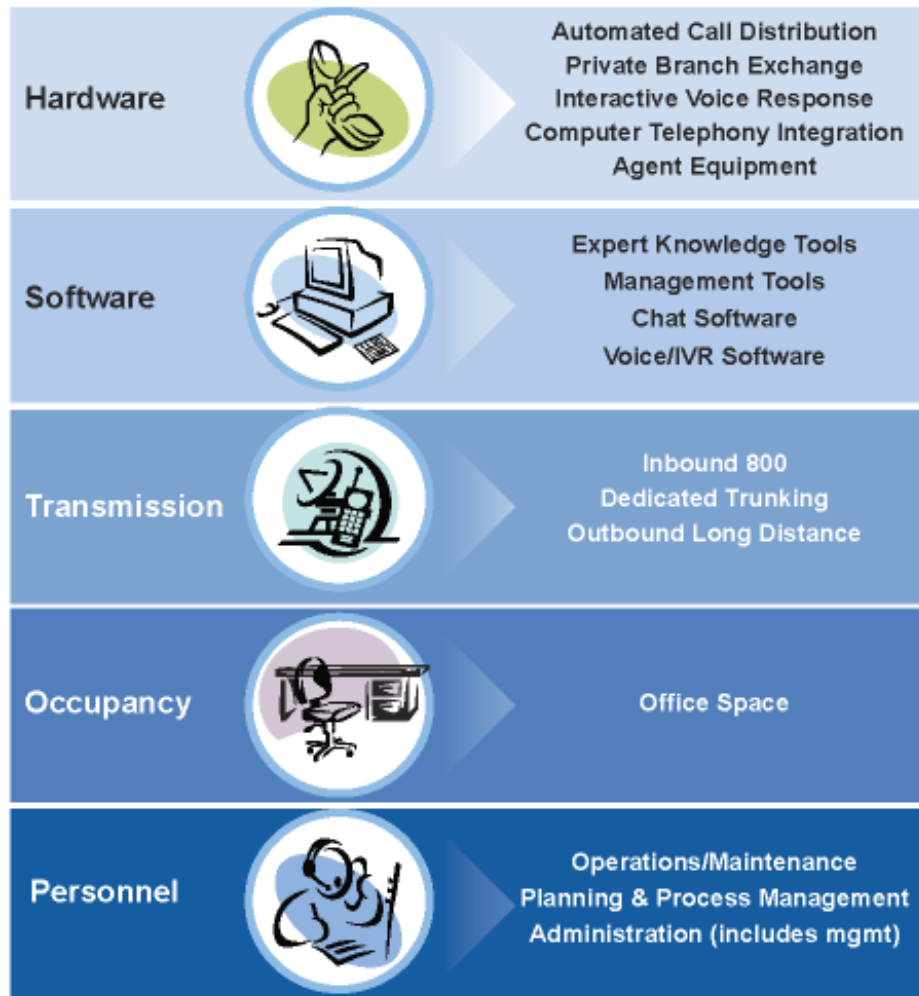 Hardware
Automated Call Distribution
Private Branch Exchange
Interactive Voice Response
Computer Telephony Integration
Agent Equipment
Software
Expert Knowledge Tools
Management Tools
Chat Software
Voice/IVR Software
Transmission
Inbound 800
Dedicated Trunking
Outbound Long Distance
Occupancy
Office Space
Personnel
Operations/Maintenance
Planning & Process Management
Administration (includes mgmt)